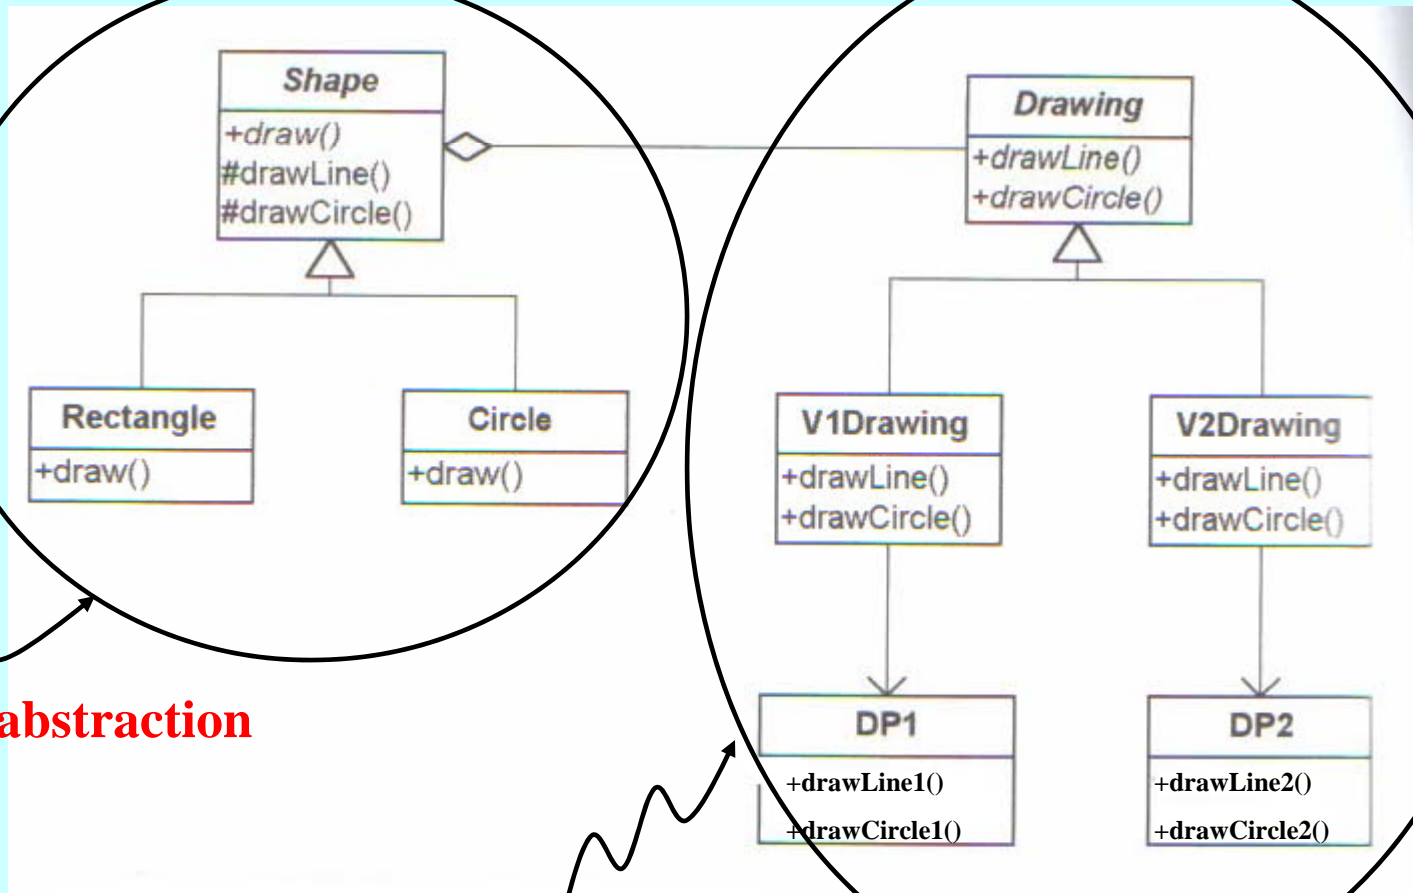 Shape
+draw()
#drawLine()
#drawCircle()
Drawing
+drawLine()
+drawCircle()
Rectangle
+draw()
Circle
+draw()
V1Drawing
+drawLine()
+drawCircle()
V2Drawing
+drawLine()
+drawCircle()
abstraction
DP1
+drawLine1()
+drawCircle1()
DP2
+drawLine2()
+drawCircle2()